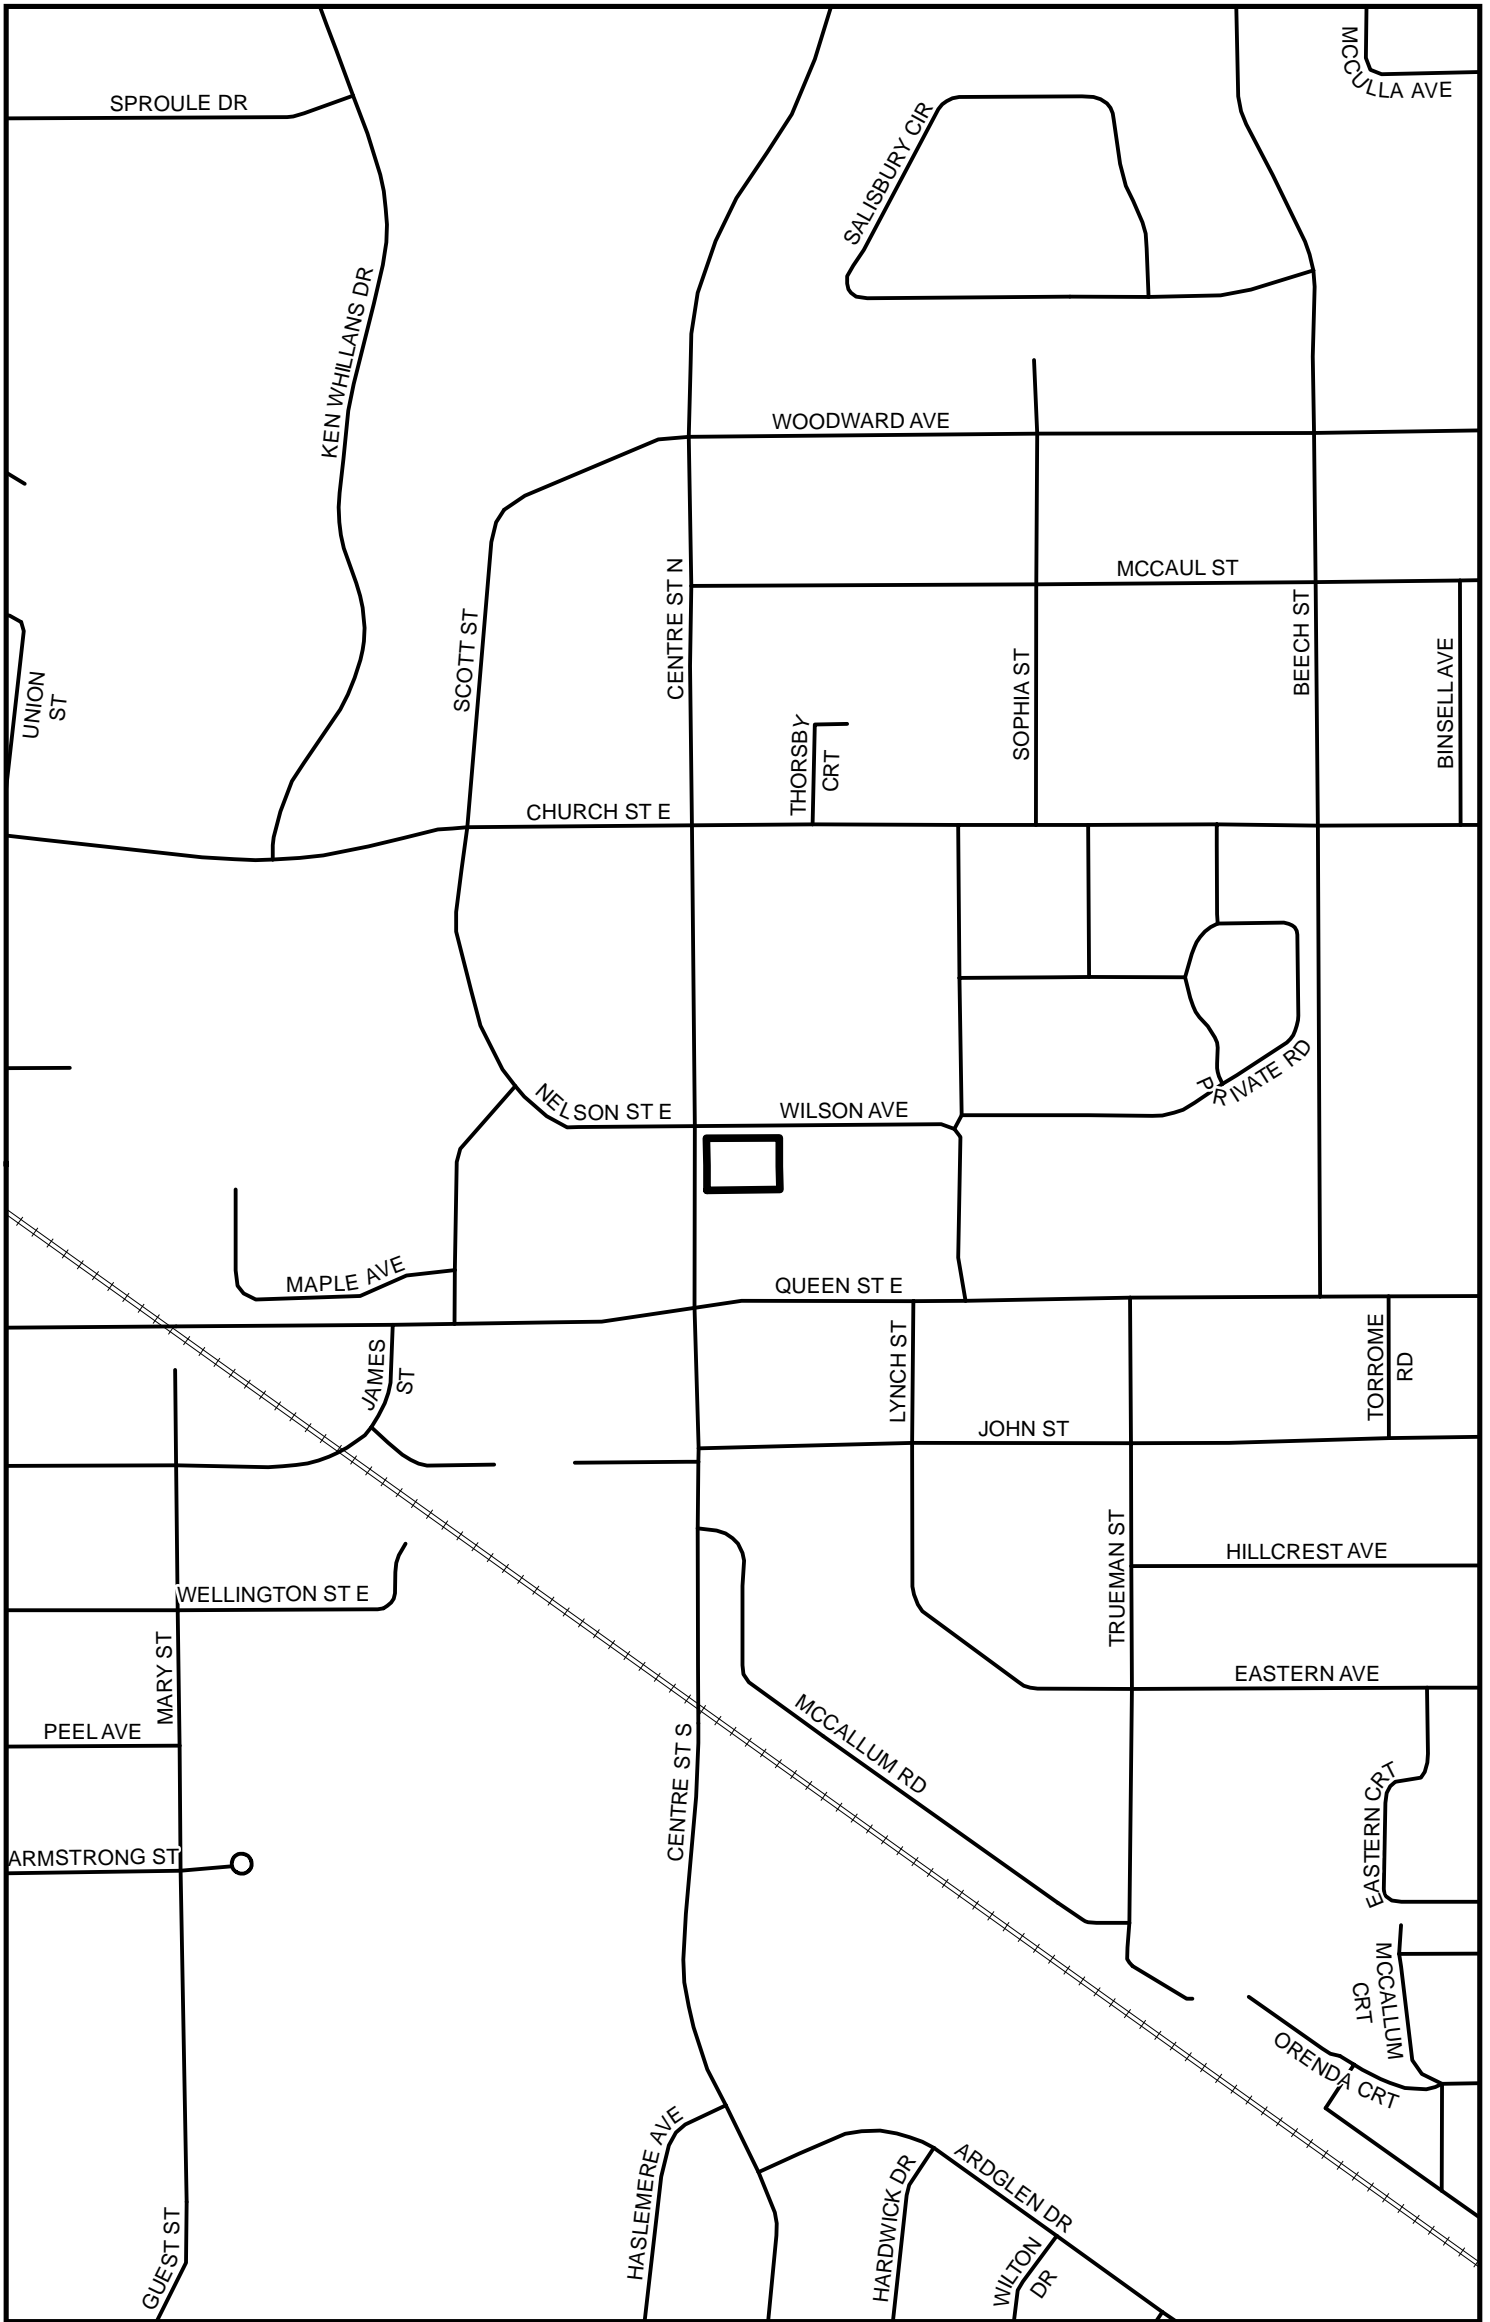 MCCULLA AVE
SPROULE DR
SALISBURY CIR
KEN WHILLANS DR
WOODWARD AVE
MCCAUL ST
CENTRE ST N
BEECH ST
SCOTT ST
SOPHIA ST
BINSELL AVE
UNION
ST
THORSBY
CRT
CHURCH ST E
PRIVATE RD
NELSON ST E
WILSON AVE
MAPLE AVE
QUEEN ST E
JAMES
ST
LYNCH ST
TORROME
RD
JOHN ST
TRUEMAN ST
HILLCREST AVE
WELLINGTON ST E
MARY ST
EASTERN AVE
PEEL AVE
MCCALLUM RD
CENTRE ST S
EASTERN CRT
ARMSTRONG ST
MCCALLUM
CRT
ORENDA CRT
HASLEMERE AVE
ARDGLEN DR
HARDWICK DR
WILTON
DR
GUEST ST